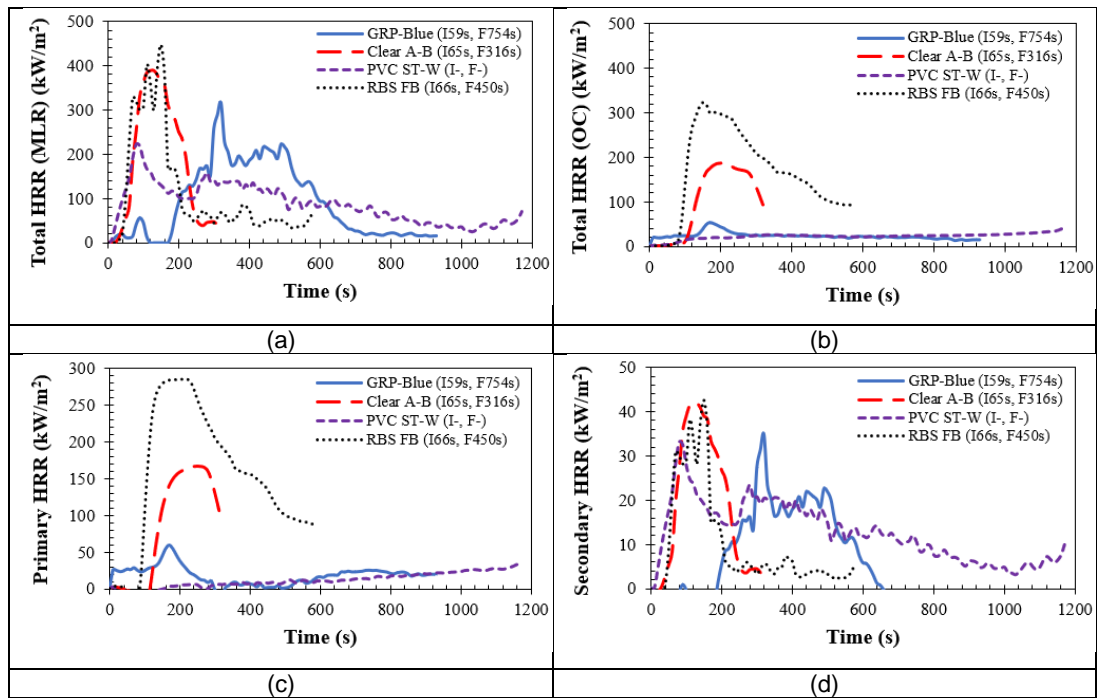 Total HRR (MLR) (kW/m²)
500
400
300
200
100
0
GRP-Blue (I59s, F754s)
Clear A-B (I65s, F316s)
PVC ST-W (I-, F-)
RBS FB (I66s, F450s)
0 200 400 600 800 1000 1200
Time (s)
(a)
Total HRR (OC) (kW/m²)
500
400
300
200
100
0
GRP-Blue (I59s, F754s)
Clear A-B (I65s, F316s)
PVC ST-W (I-, F-)
RBS FB (I66s, F450s)
0 200 400 600 800 1000 1200
Time (s)
(b)
Primary HRR (kW/m²)
300
250
200
150
100
50
0
GRP-Blue (I59s, F754s)
Clear A-B (I65s, F316s)
PVC ST-W (I-, F-)
RBS FB (I66s, F450s)
0 200 400 600 800 1000 1200
Time (s)
(c)
Secondary HRR (kW/m²)
50
40
30
20
10
0
GRP-Blue (I59s, F754s)
Clear A-B (I65s, F316s)
PVC ST-W (I-, F-)
RBS FB (I66s, F450s)
0 200 400 600 800 1000 1200
Time (s)
(d)